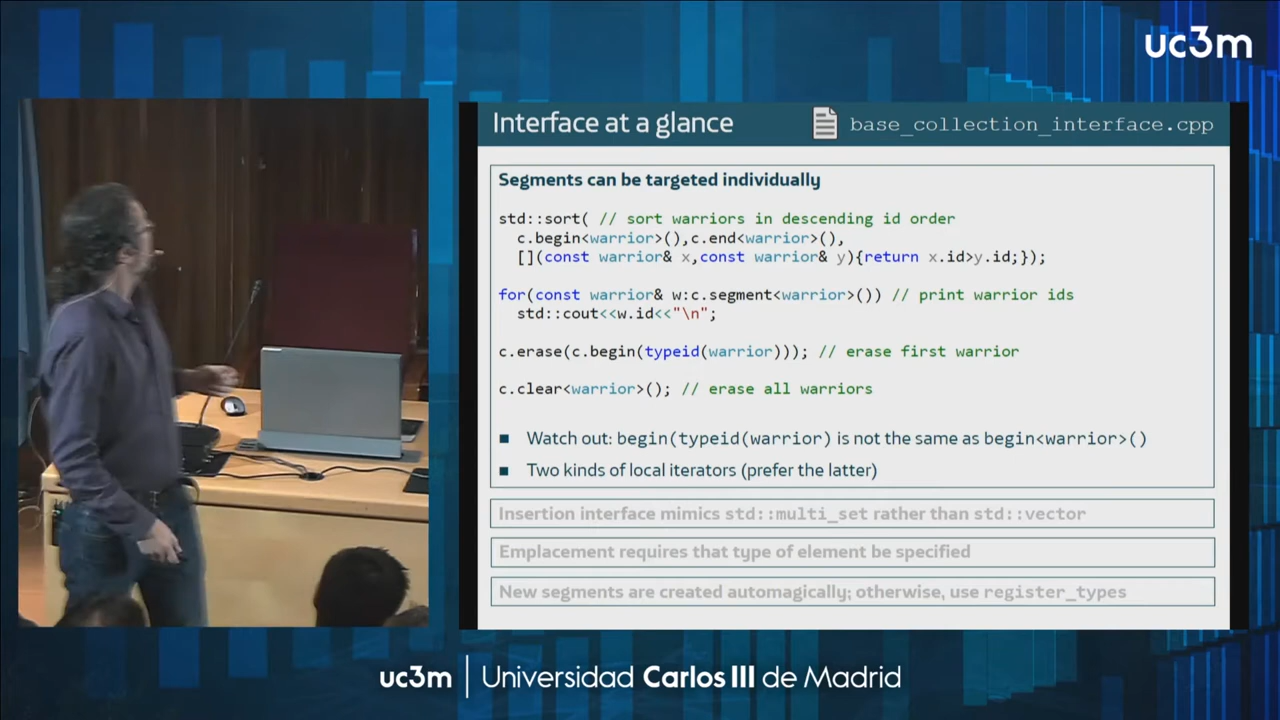 uc3m
Interface at a glance
base_collection_interface.cpp
Segments can be targeted individually
std::sort( // sort warriors in descending id order
c.begin<warrior>(),c.end<warrior>(),
[](const warrior& x,const warrior& y){return x.id>y.id;});
for(const warrior& w:c.segment<warrior>()) // print warrior ids
std::cout<<w.id<<"\n";
c.erase(c.begin(typeid(warrior))); // erase first warrior
c.clear<warrior>(); // erase all warriors
■ Watch out: begin(typeid(warrior) is not the same as begin<warrior>()
■ Two kinds of local iterators (prefer the latter)
Insertion interface mimics std::multi_set rather than std::vector
Emplacement requires that type of element be specified
New segments are created automagically; otherwise, use register_types
uc3m | Universidad Carlos III de Madrid